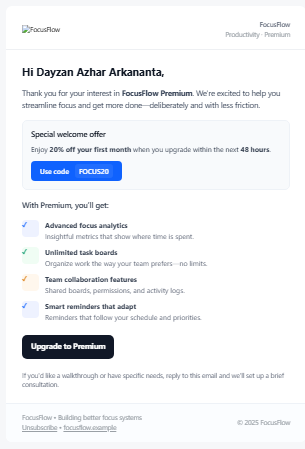 FocusFlow
FocusFlow
Productivity · Premium
Hi Dayzan Azhar Arkananta,
Thank you for your interest in FocusFlow Premium. We're excited to help you
streamline focus and get more done—deliberately and with less friction.
Special welcome offer
Enjoy 20% off your first month when you upgrade within the next 48 hours.
Use code FOCUS20
With Premium, you'll get:
✓ Advanced focus analytics
Insightful metrics that show where time is spent.
✓ Unlimited task boards
Organize work the way your team prefers—no limits.
✓ Team collaboration features
Shared boards, permissions, and activity logs.
✓ Smart reminders that adapt
Reminders that follow your schedule and priorities.
Upgrade to Premium
If you'd like a walkthrough or have specific needs, reply to this email and we'll set up a brief
consultation.
FocusFlow • Building better focus systems
Unsubscribe • focusflow.example
© 2025 FocusFlow